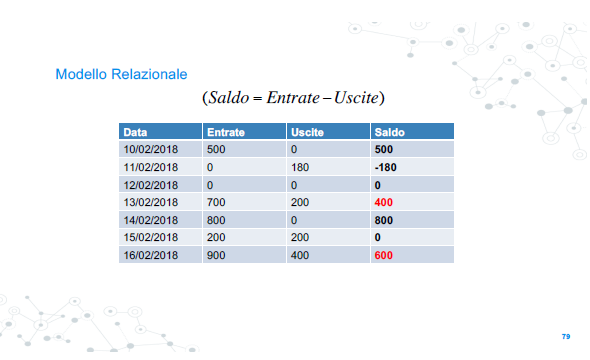 Modello Relazionale
(Saldo = Entrate – Uscite)
Data Entrate Uscite Saldo
10/02/2018 500 0 500
11/02/2018 0 180 -180
12/02/2018 0 0 0
13/02/2018 700 200 400
14/02/2018 800 0 800
15/02/2018 200 200 0
16/02/2018 900 400 600
79